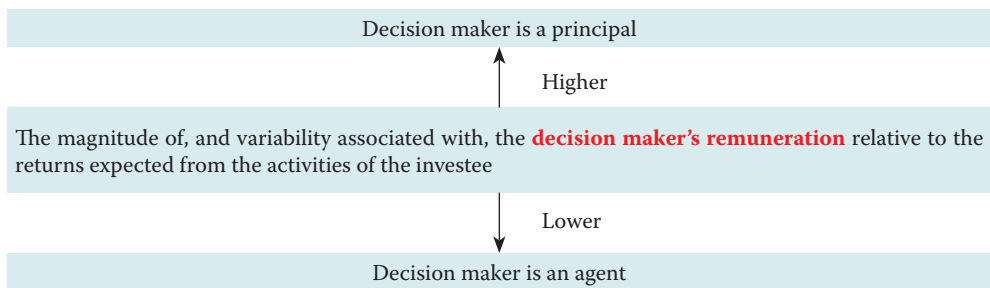 Decision maker is a principal
Higher
The magnitude of, and variability associated with, the decision maker’s remuneration relative to the
returns expected from the activities of the investee
Lower
Decision maker is an agent